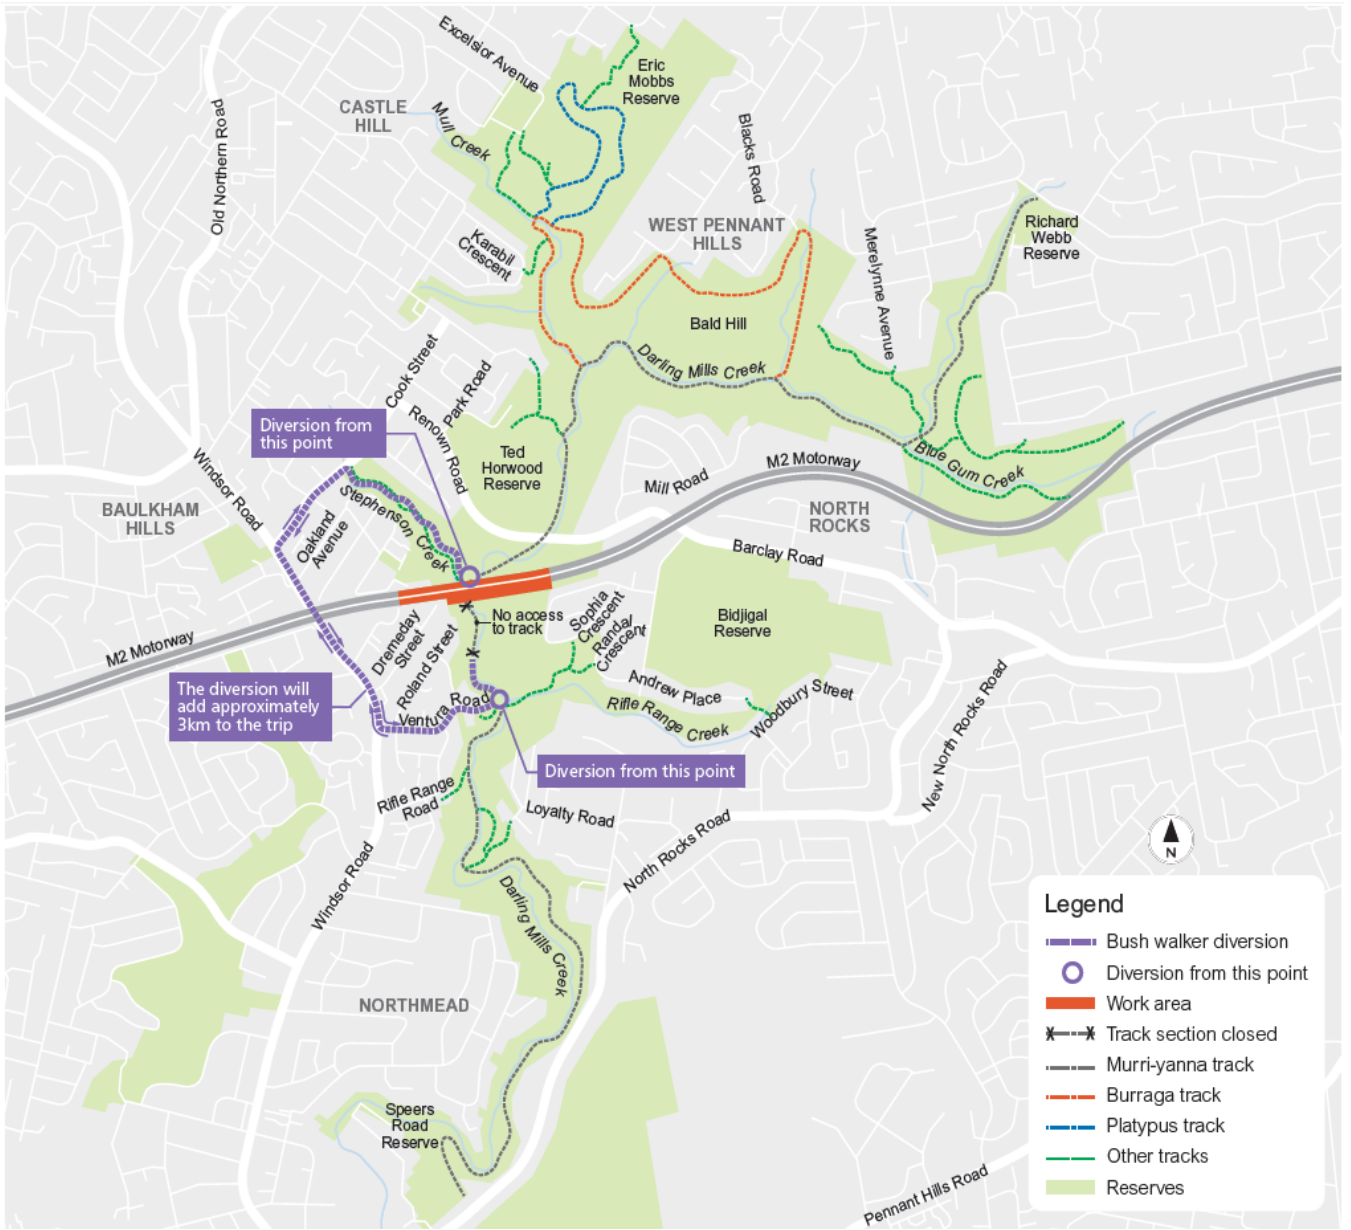 Excelsior Avenue
Eric
Mobbs
Reserve
CASTLE
HILL
Mull Creek
Old Northern Road
Blacks Road
WEST PENNANT
HILLS
Richard
Webb
Reserve
Karabil
Crescent
Merelynne Avenue
Bald Hill
Darling Mills Creek
Cook Street
Park Road
Renown Road
Diversion from
this point
Ted
Horwood
Reserve
Blue Gum Creek
M2 Motorway
Mill Road
Windsor Road
BAULKHAM
HILLS
Stephenson Creek
Oakland
Avenue
NORTH
ROCKS
Barclay Road
No access
to track
Sophia
Crescent
Randal
Crescent
Bidjigal
Reserve
M2 Motorway
Dremeday
Street
Roland Street
The diversion will
add approximately
3km to the trip
Ventura Road
Andrew Place
Rifle Range Creek
Woodbury Street
New North Rocks Road
Diversion from this point
Rifle Range
Road
Loyalty Road
North Rocks Road
Windsor Road
Darling Mills Creek
N
NORTHMEAD
Speers
Road
Reserve
Pennant Hills Road
Legend
Bush walker diversion
Diversion from this point
Work area
Track section closed
Murri-yanna track
Burraga track
Platypus track
Other tracks
Reserves